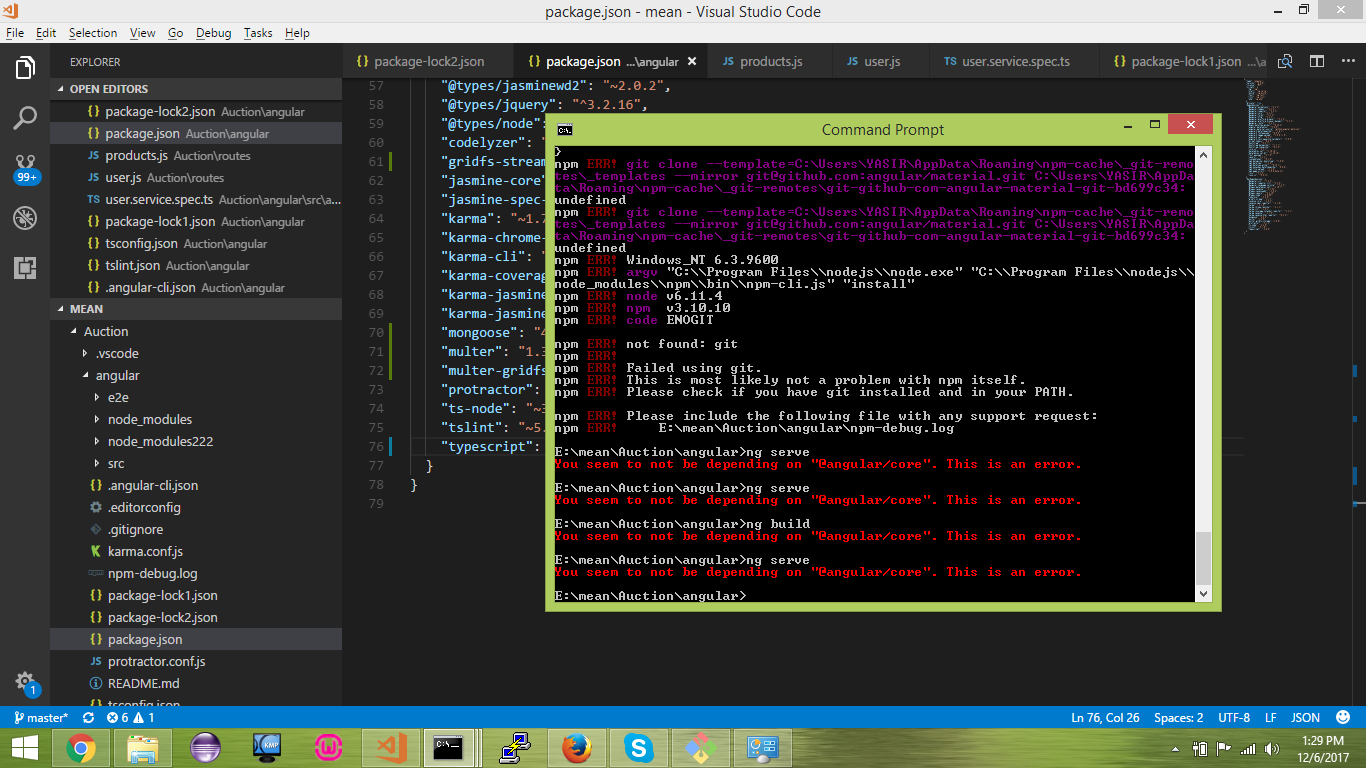 package.json - mean - Visual Studio Code
File Edit Selection View Go Debug Tasks Help
EXPLORER
OPEN EDITORS
{} package-lock2.json Auction\angular
{} package.json Auction\angular
JS products.js Auction\routes
JS user.js Auction\routes
TS user.service.spec.ts Auction\angular\src\a...
{} package-lock1.json Auction\angular
{} tsconfig.json Auction\angular
{} tslint.json Auction\angular
{} .angular-cli.json Auction\angular
MEAN
Auction
.vscode
angular
e2e
node_modules
node_modules222
src
{} .angular-cli.json
.editorconfig
.gitignore
K karma.conf.js
npm-debug.log
{} package-lock1.json
{} package-lock2.json
{} package.json
JS protractor.conf.js
README.md
{} tsconfig.json
99+
1
{} package-lock2.json {} package.json ...\angular JS products.js JS user.js TS user.service.spec.ts {} package-lock1.json ...\a
57 "@types/jasminewd2": "~2.0.2",
58 "@types/jquery": "^3.2.16",
59 "@types/node":
60 "codelyzer": "
61 "gridfs-stream
62 "jasmine-core"
63 "jasmine-spec-
64 "karma": "~1.7
65 "karma-chrome-
66 "karma-cli": "
67 "karma-coverag
68 "karma-jasmine
69 "karma-jasmine
70 "mongoose": "4
71 "multer": "1.3
72 "multer-gridfs
73 "protractor":
74 "ts-node": "~3
75 "tslint": "~5.
76 "typescript":
77 }
78 }
79
Command Prompt
}
npm ERR! git clone --template=C:\Users\YASIR\AppData\Roaming\npm-cache\_git-remo
tes\_templates --mirror git@github.com:angular/material.git C:\Users\YASIR\AppDa
ta\Roaming\npm-cache\_git-remotes\git-github-com-angular-material-git-bd699c34:
undefined
npm ERR! git clone --template=C:\Users\YASIR\AppData\Roaming\npm-cache\_git-remo
tes\_templates --mirror git@github.com:angular/material.git C:\Users\YASIR\AppDa
ta\Roaming\npm-cache\_git-remotes\git-github-com-angular-material-git-bd699c34:
undefined
npm ERR! Windows_NT 6.3.9600
npm ERR! argv "C:\\Program Files\\nodejs\\node.exe" "C:\\Program Files\\nodejs\\
node_modules\\npm\\bin\\npm-cli.js" "install"
npm ERR! node v6.11.4
npm ERR! npm v3.10.10
npm ERR! code ENOGIT
npm ERR! not found: git
npm ERR!
npm ERR! Failed using git.
npm ERR! This is most likely not a problem with npm itself.
npm ERR! Please check if you have git installed and in your PATH.
npm ERR! Please include the following file with any support request:
npm ERR! E:\mean\Auction\angular\npm-debug.log
E:\mean\Auction\angular>ng serve
You seem to not be depending on "@angular/core". This is an error.
E:\mean\Auction\angular>ng serve
You seem to not be depending on "@angular/core". This is an error.
E:\mean\Auction\angular>ng build
You seem to not be depending on "@angular/core". This is an error.
E:\mean\Auction\angular>ng serve
You seem to not be depending on "@angular/core". This is an error.
E:\mean\Auction\angular>
master* 6 1 Ln 76, Col 26 Spaces: 2 UTF-8 LF JSON
1:29 PM
12/6/2017